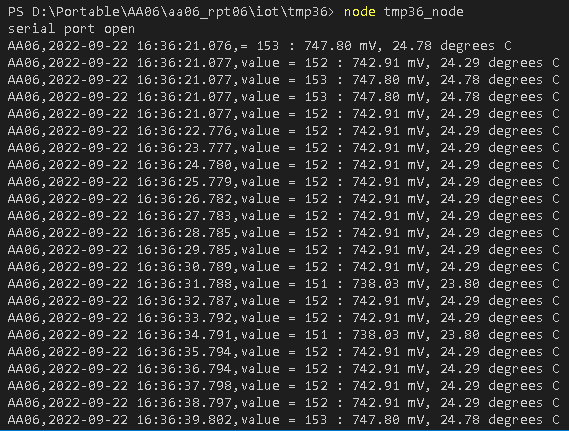 PS D:\Portable\AA06\aa06_rpt06\iot\tmp36> node tmp36_node
serial port open
AA06,2022-09-22 16:36:21.076,= 153 : 747.80 mV, 24.78 degrees C
AA06,2022-09-22 16:36:21.077,value = 152 : 742.91 mV, 24.29 degrees C
AA06,2022-09-22 16:36:21.077,value = 153 : 747.80 mV, 24.78 degrees C
AA06,2022-09-22 16:36:21.077,value = 153 : 747.80 mV, 24.78 degrees C
AA06,2022-09-22 16:36:21.077,value = 152 : 742.91 mV, 24.29 degrees C
AA06,2022-09-22 16:36:22.776,value = 152 : 742.91 mV, 24.29 degrees C
AA06,2022-09-22 16:36:23.777,value = 152 : 742.91 mV, 24.29 degrees C
AA06,2022-09-22 16:36:24.780,value = 152 : 742.91 mV, 24.29 degrees C
AA06,2022-09-22 16:36:25.779,value = 152 : 742.91 mV, 24.29 degrees C
AA06,2022-09-22 16:36:26.782,value = 152 : 742.91 mV, 24.29 degrees C
AA06,2022-09-22 16:36:27.783,value = 152 : 742.91 mV, 24.29 degrees C
AA06,2022-09-22 16:36:28.785,value = 152 : 742.91 mV, 24.29 degrees C
AA06,2022-09-22 16:36:29.785,value = 152 : 742.91 mV, 24.29 degrees C
AA06,2022-09-22 16:36:30.789,value = 152 : 742.91 mV, 24.29 degrees C
AA06,2022-09-22 16:36:31.788,value = 151 : 738.03 mV, 23.80 degrees C
AA06,2022-09-22 16:36:32.787,value = 152 : 742.91 mV, 24.29 degrees C
AA06,2022-09-22 16:36:33.792,value = 152 : 742.91 mV, 24.29 degrees C
AA06,2022-09-22 16:36:34.791,value = 151 : 738.03 mV, 23.80 degrees C
AA06,2022-09-22 16:36:35.794,value = 152 : 742.91 mV, 24.29 degrees C
AA06,2022-09-22 16:36:36.794,value = 152 : 742.91 mV, 24.29 degrees C
AA06,2022-09-22 16:36:37.798,value = 152 : 742.91 mV, 24.29 degrees C
AA06,2022-09-22 16:36:38.797,value = 152 : 742.91 mV, 24.29 degrees C
AA06,2022-09-22 16:36:39.802,value = 153 : 747.80 mV, 24.78 degrees C